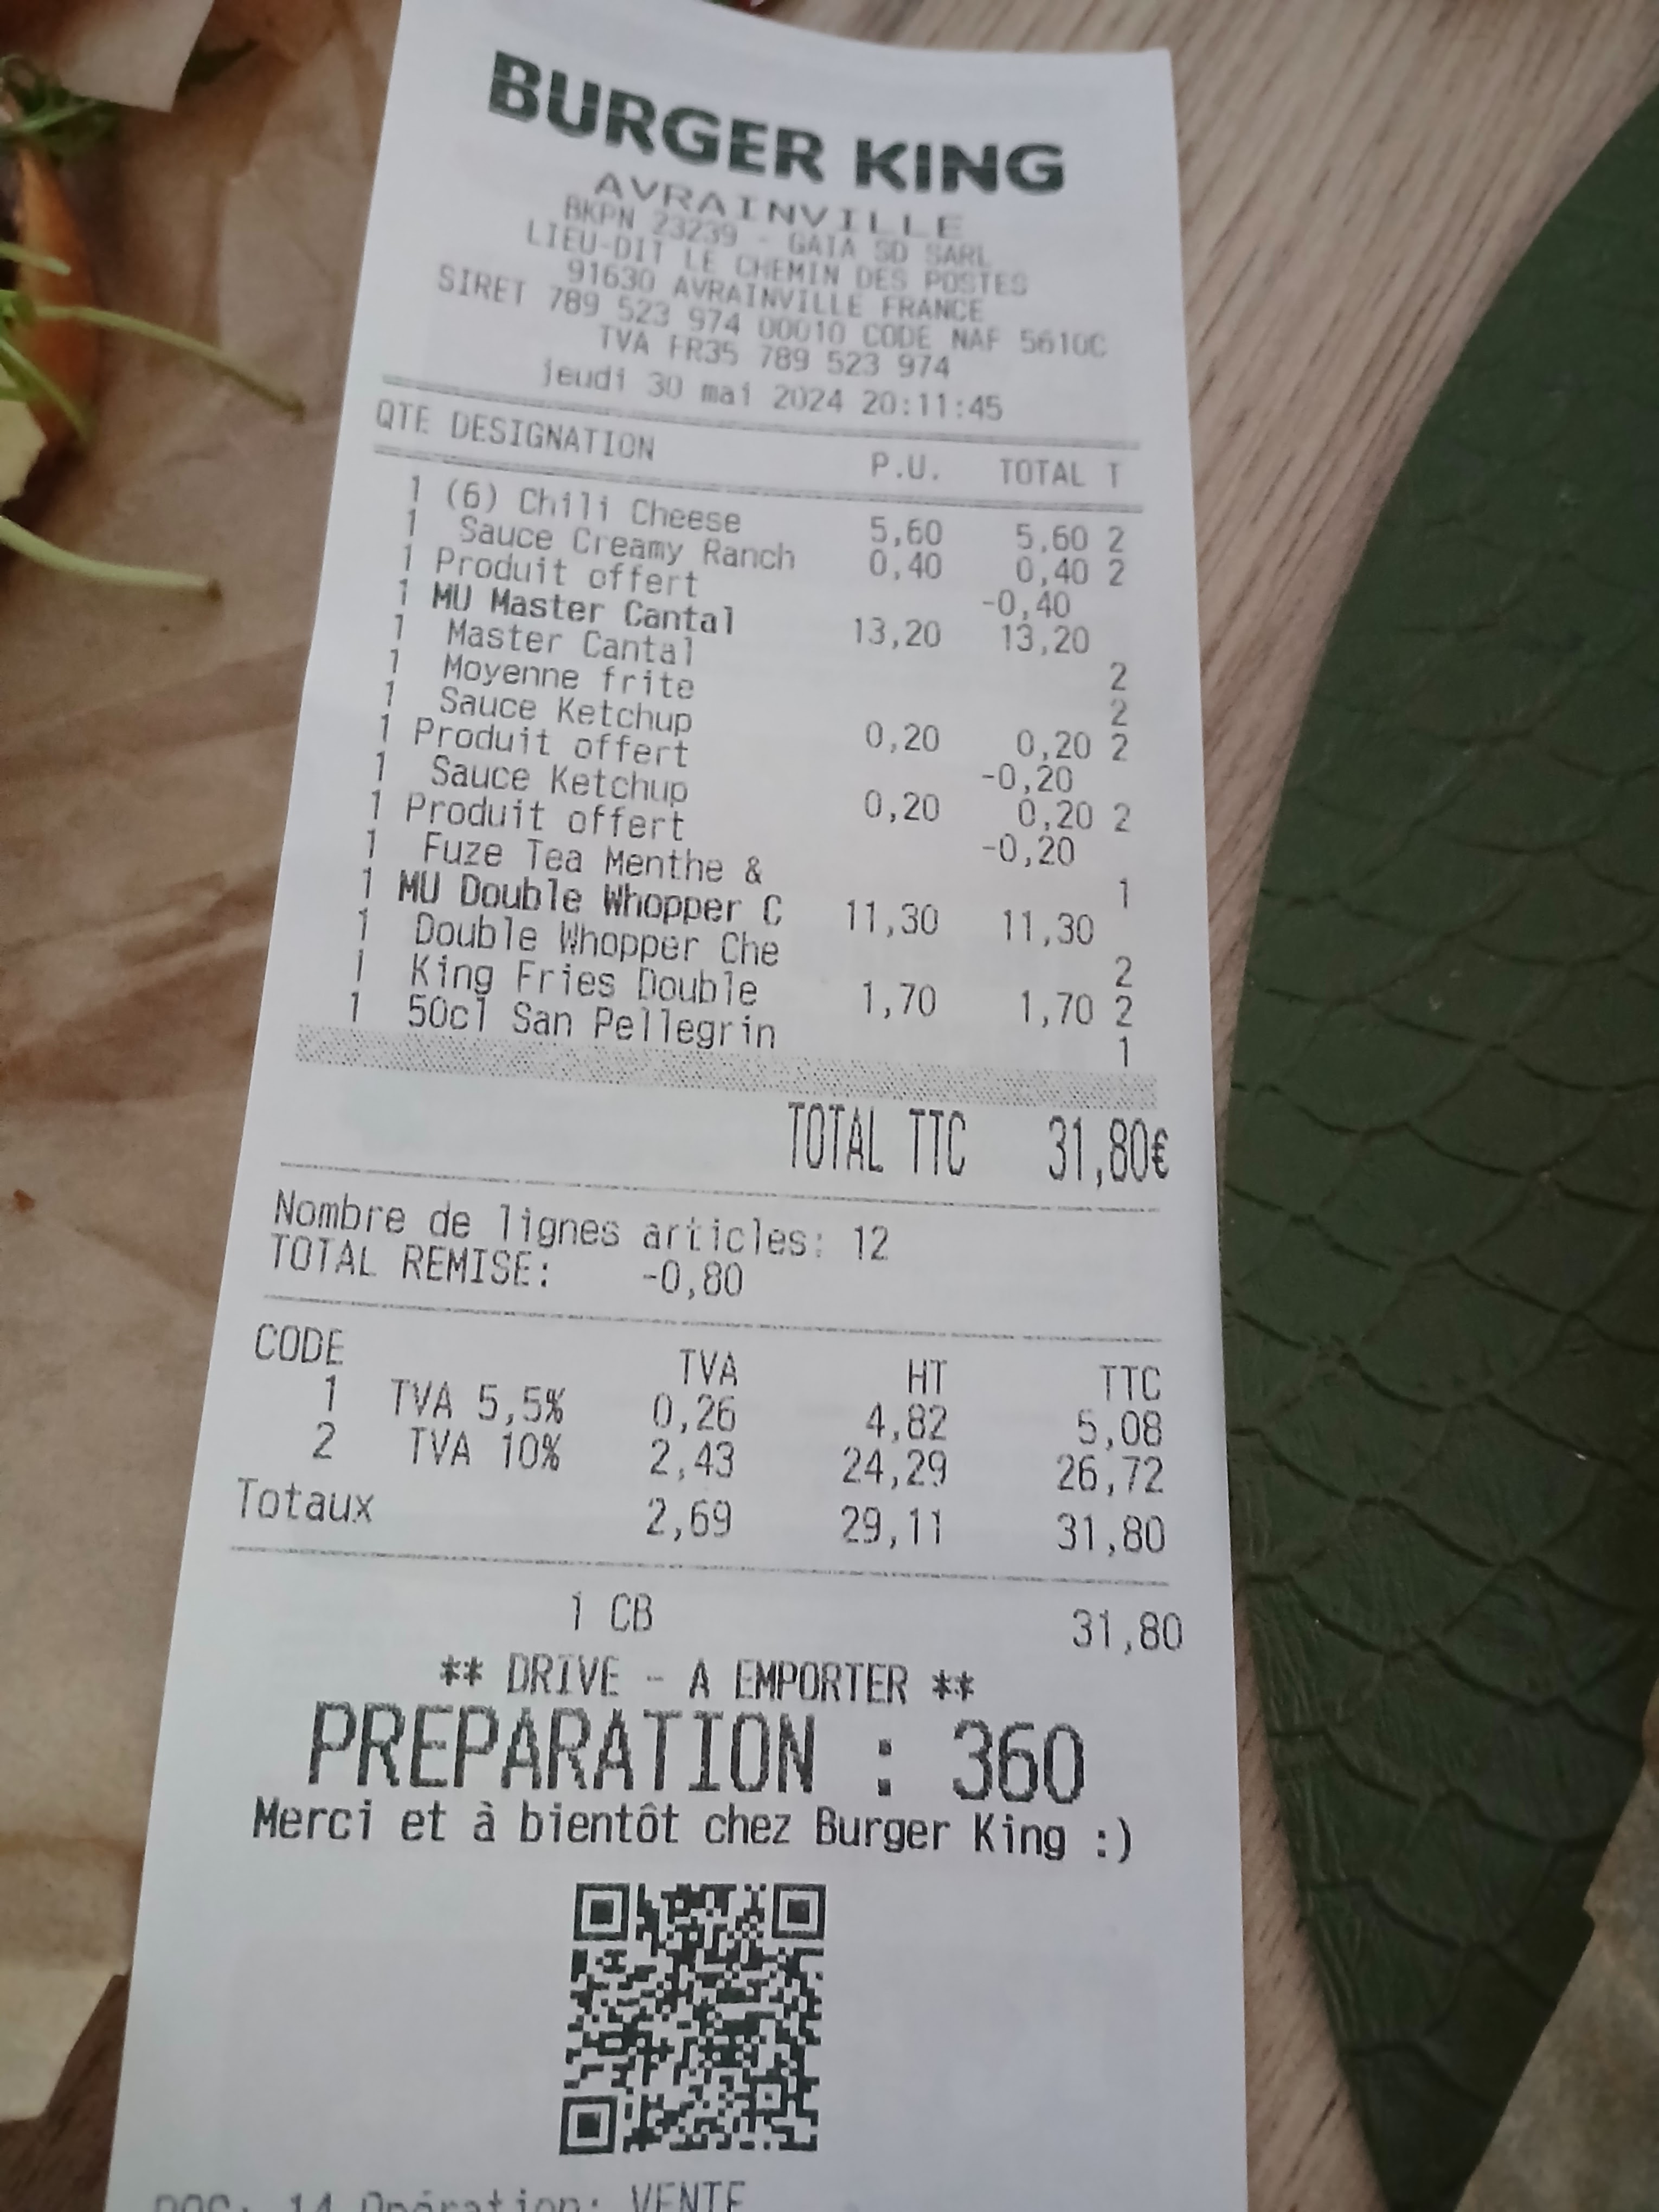 BURGER KING
AVRAINVILLE
BKPN 23239 - GAIA SD SARL
LIEU-DIT LE CHEMIN DES POSTES
91630 AVRAINVILLE FRANCE
SIRET 789 523 974 00010 CODE NAF 5610C
TVA FR35 789 523 974
jeudi 30 mai 2024 20:11:45
QTE DESIGNATION P.U. TOTAL T
1 (6) Chili Cheese 5,60 5,60 2
1 Sauce Creamy Ranch 0,40 0,40 2
1 Produit offert -0,40
1 MU Master Cantal 13,20 13,20
1 Master Cantal 2
1 Moyenne frite 2
1 Sauce Ketchup 0,20 0,20 2
1 Produit offert -0,20
1 Sauce Ketchup 0,20 0,20 2
1 Produit offert -0,20
1 Fuze Tea Menthe & 1
1 MU Double Whopper C 11,30 11,30
1 Double Whopper Che 2
1 King Fries Double 1,70 1,70 2
1 50cl San Pellegrin 1
TOTAL TTC 31,80€
Nombre de lignes articles: 12
TOTAL REMISE: -0,80
CODE TVA HT TTC
1 TVA 5,5% 0,26 4,82 5,08
2 TVA 10% 2,43 24,29 26,72
Totaux 2,69 29,11 31,80
1 CB 31,80
** DRIVE - A EMPORTER **
PREPARATION : 360
Merci et à bientôt chez Burger King :)
POS: 14 Opération: VENTE